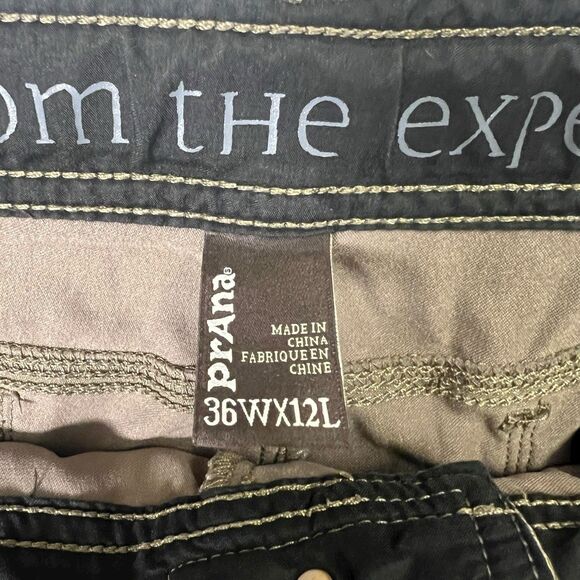 om the expe
prAna®
MADE IN
CHINA
FABRIQUE EN
CHINE
36WX12L